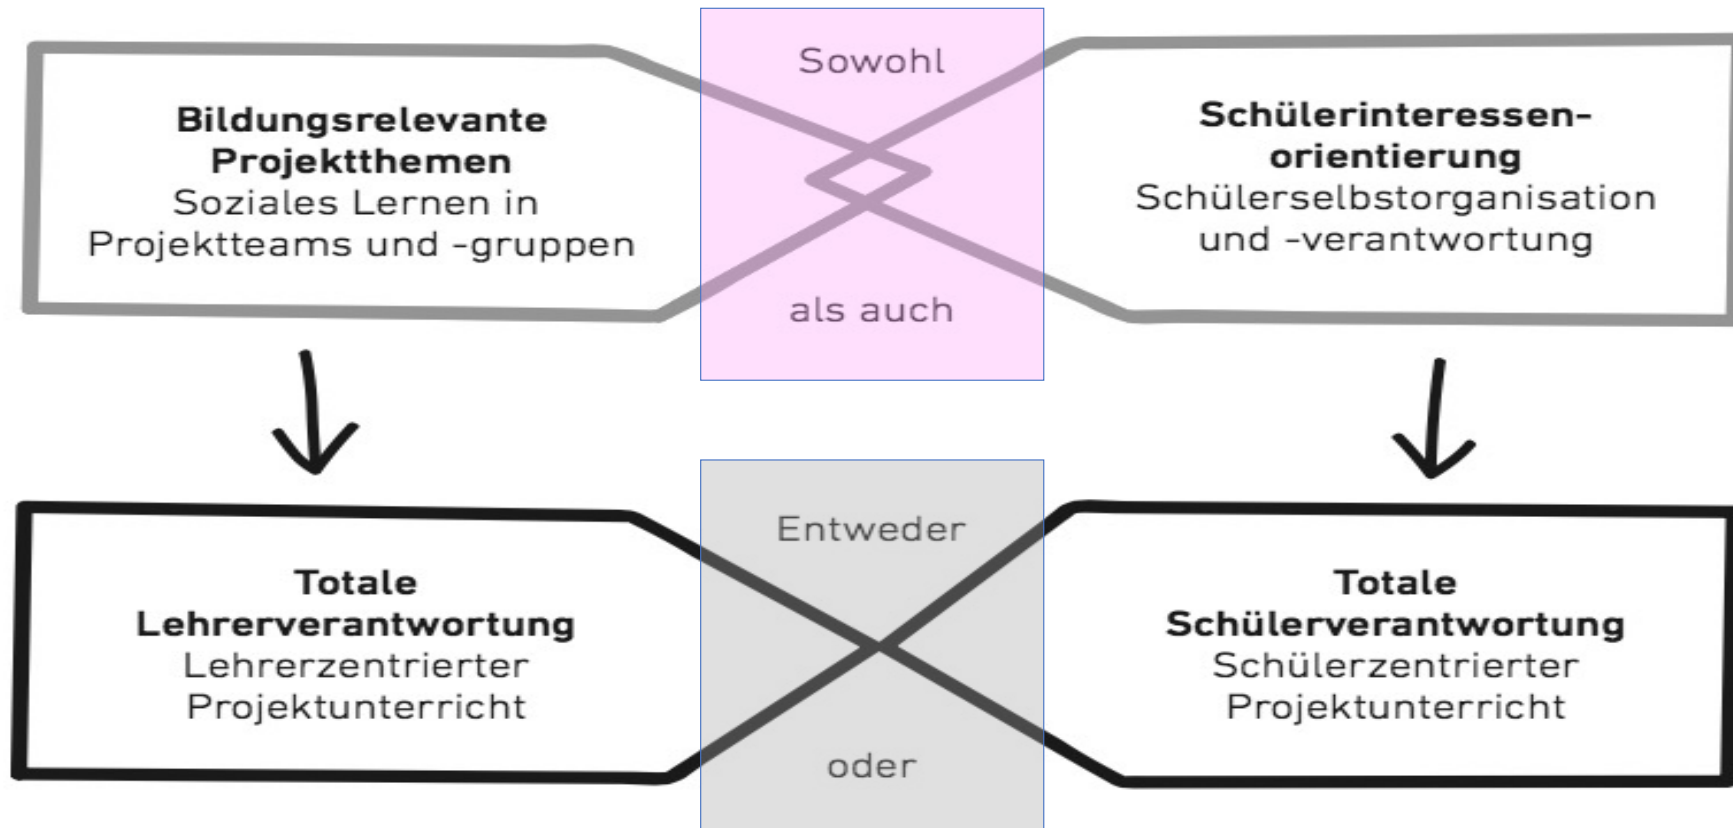 Sowohl
als auch
Bildungsrelevante
Projektthemen
Soziales Lernen in
Projektteams und -gruppen
Schülerinteressen-
orientierung
Schülerselbstorganisation
und -verantwortung
Entweder
oder
Totale
Lehrerverantwortung
Lehrerzentrierter
Projektunterricht
Totale
Schülerverantwortung
Schülerzentrierter
Projektunterricht